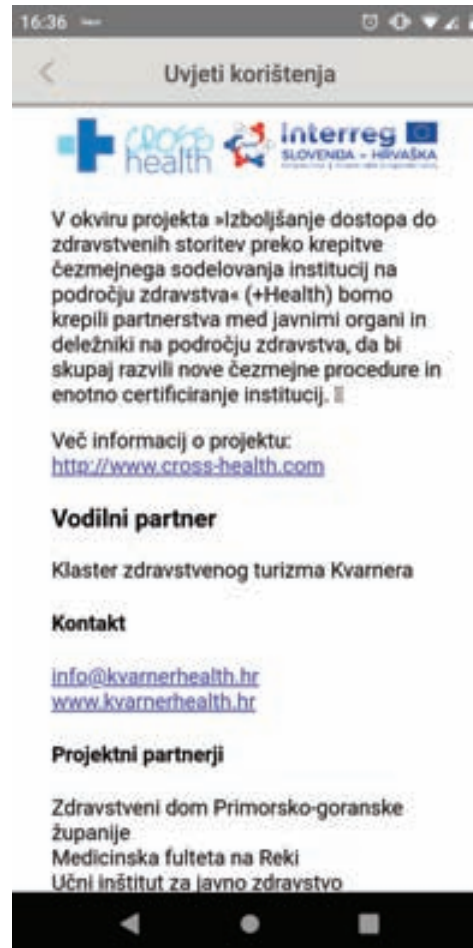 16:36
Uvjeti korištenja
cross
health
Interreg
SLOVENIJA – HRVAŠKA
V okviru projekta »Izboljšanje dostopa do
zdravstvenih storitev preko krepitve
čezmejnega sodelovanja institucij na
področju zdravstva« (+Health) bomo
krepili partnerstva med javnimi organi in
deležniki na področju zdravstva, da bi
skupaj razvili nove čezmejne procedure in
enotno certificiranje institucij.
Več informacij o projektu:
http://www.cross-health.com
Vodilni partner
Klaster zdravstvenog turizma Kvarnera
Kontakt
info@kvarnerhealth.hr
www.kvarnerhealth.hr
Projektni partnerji
Zdravstveni dom Primorsko-goranske
županije
Medicinska fulteta na Reki
Učni inštitut za javno zdravstvo